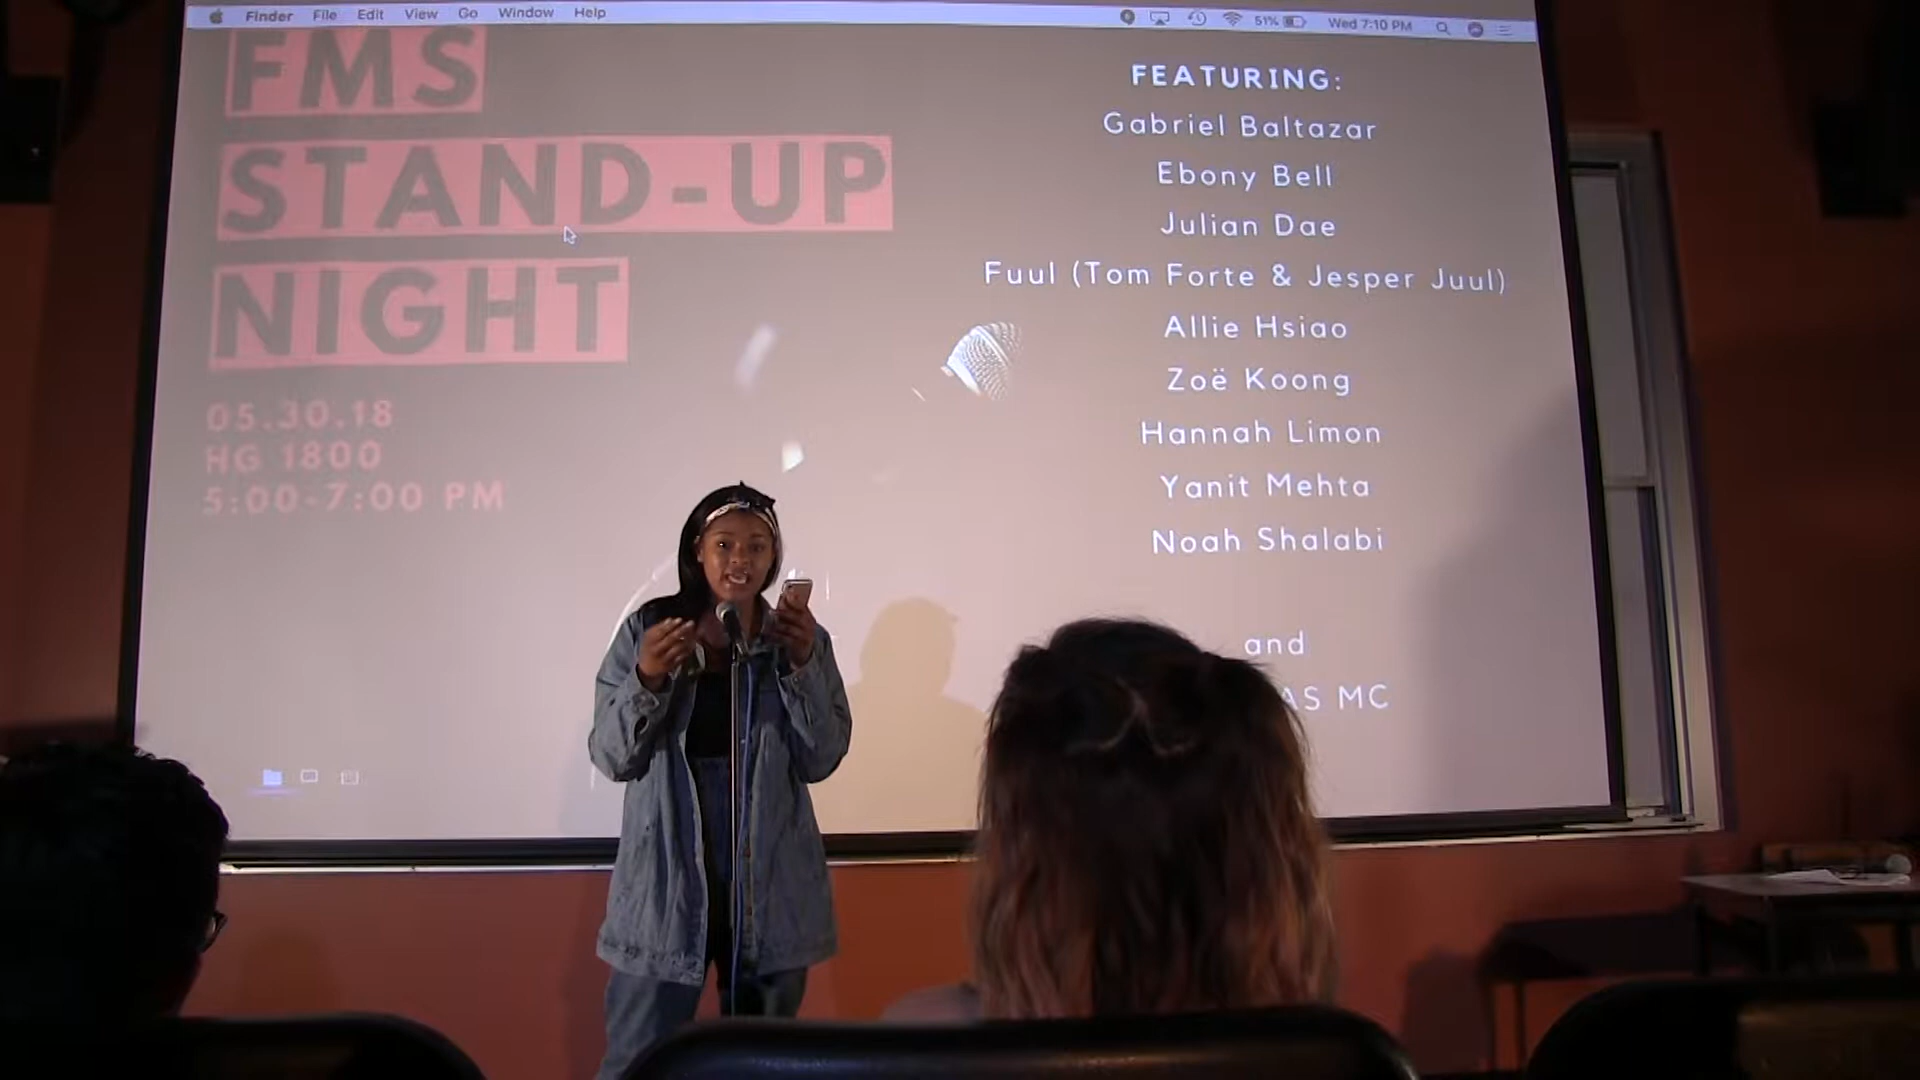 Finder File Edit View Go Window Help 51% Wed 7:10 PM
FMS
STAND-UP
NIGHT
05.30.18
HG 1800
5:00-7:00 PM
FEATURING:
Gabriel Baltazar
Ebony Bell
Julian Dae
Fuul (Tom Forte & Jesper Juul)
Allie Hsiao
Zoë Koong
Hannah Limon
Yanit Mehta
Noah Shalabi
and
MC